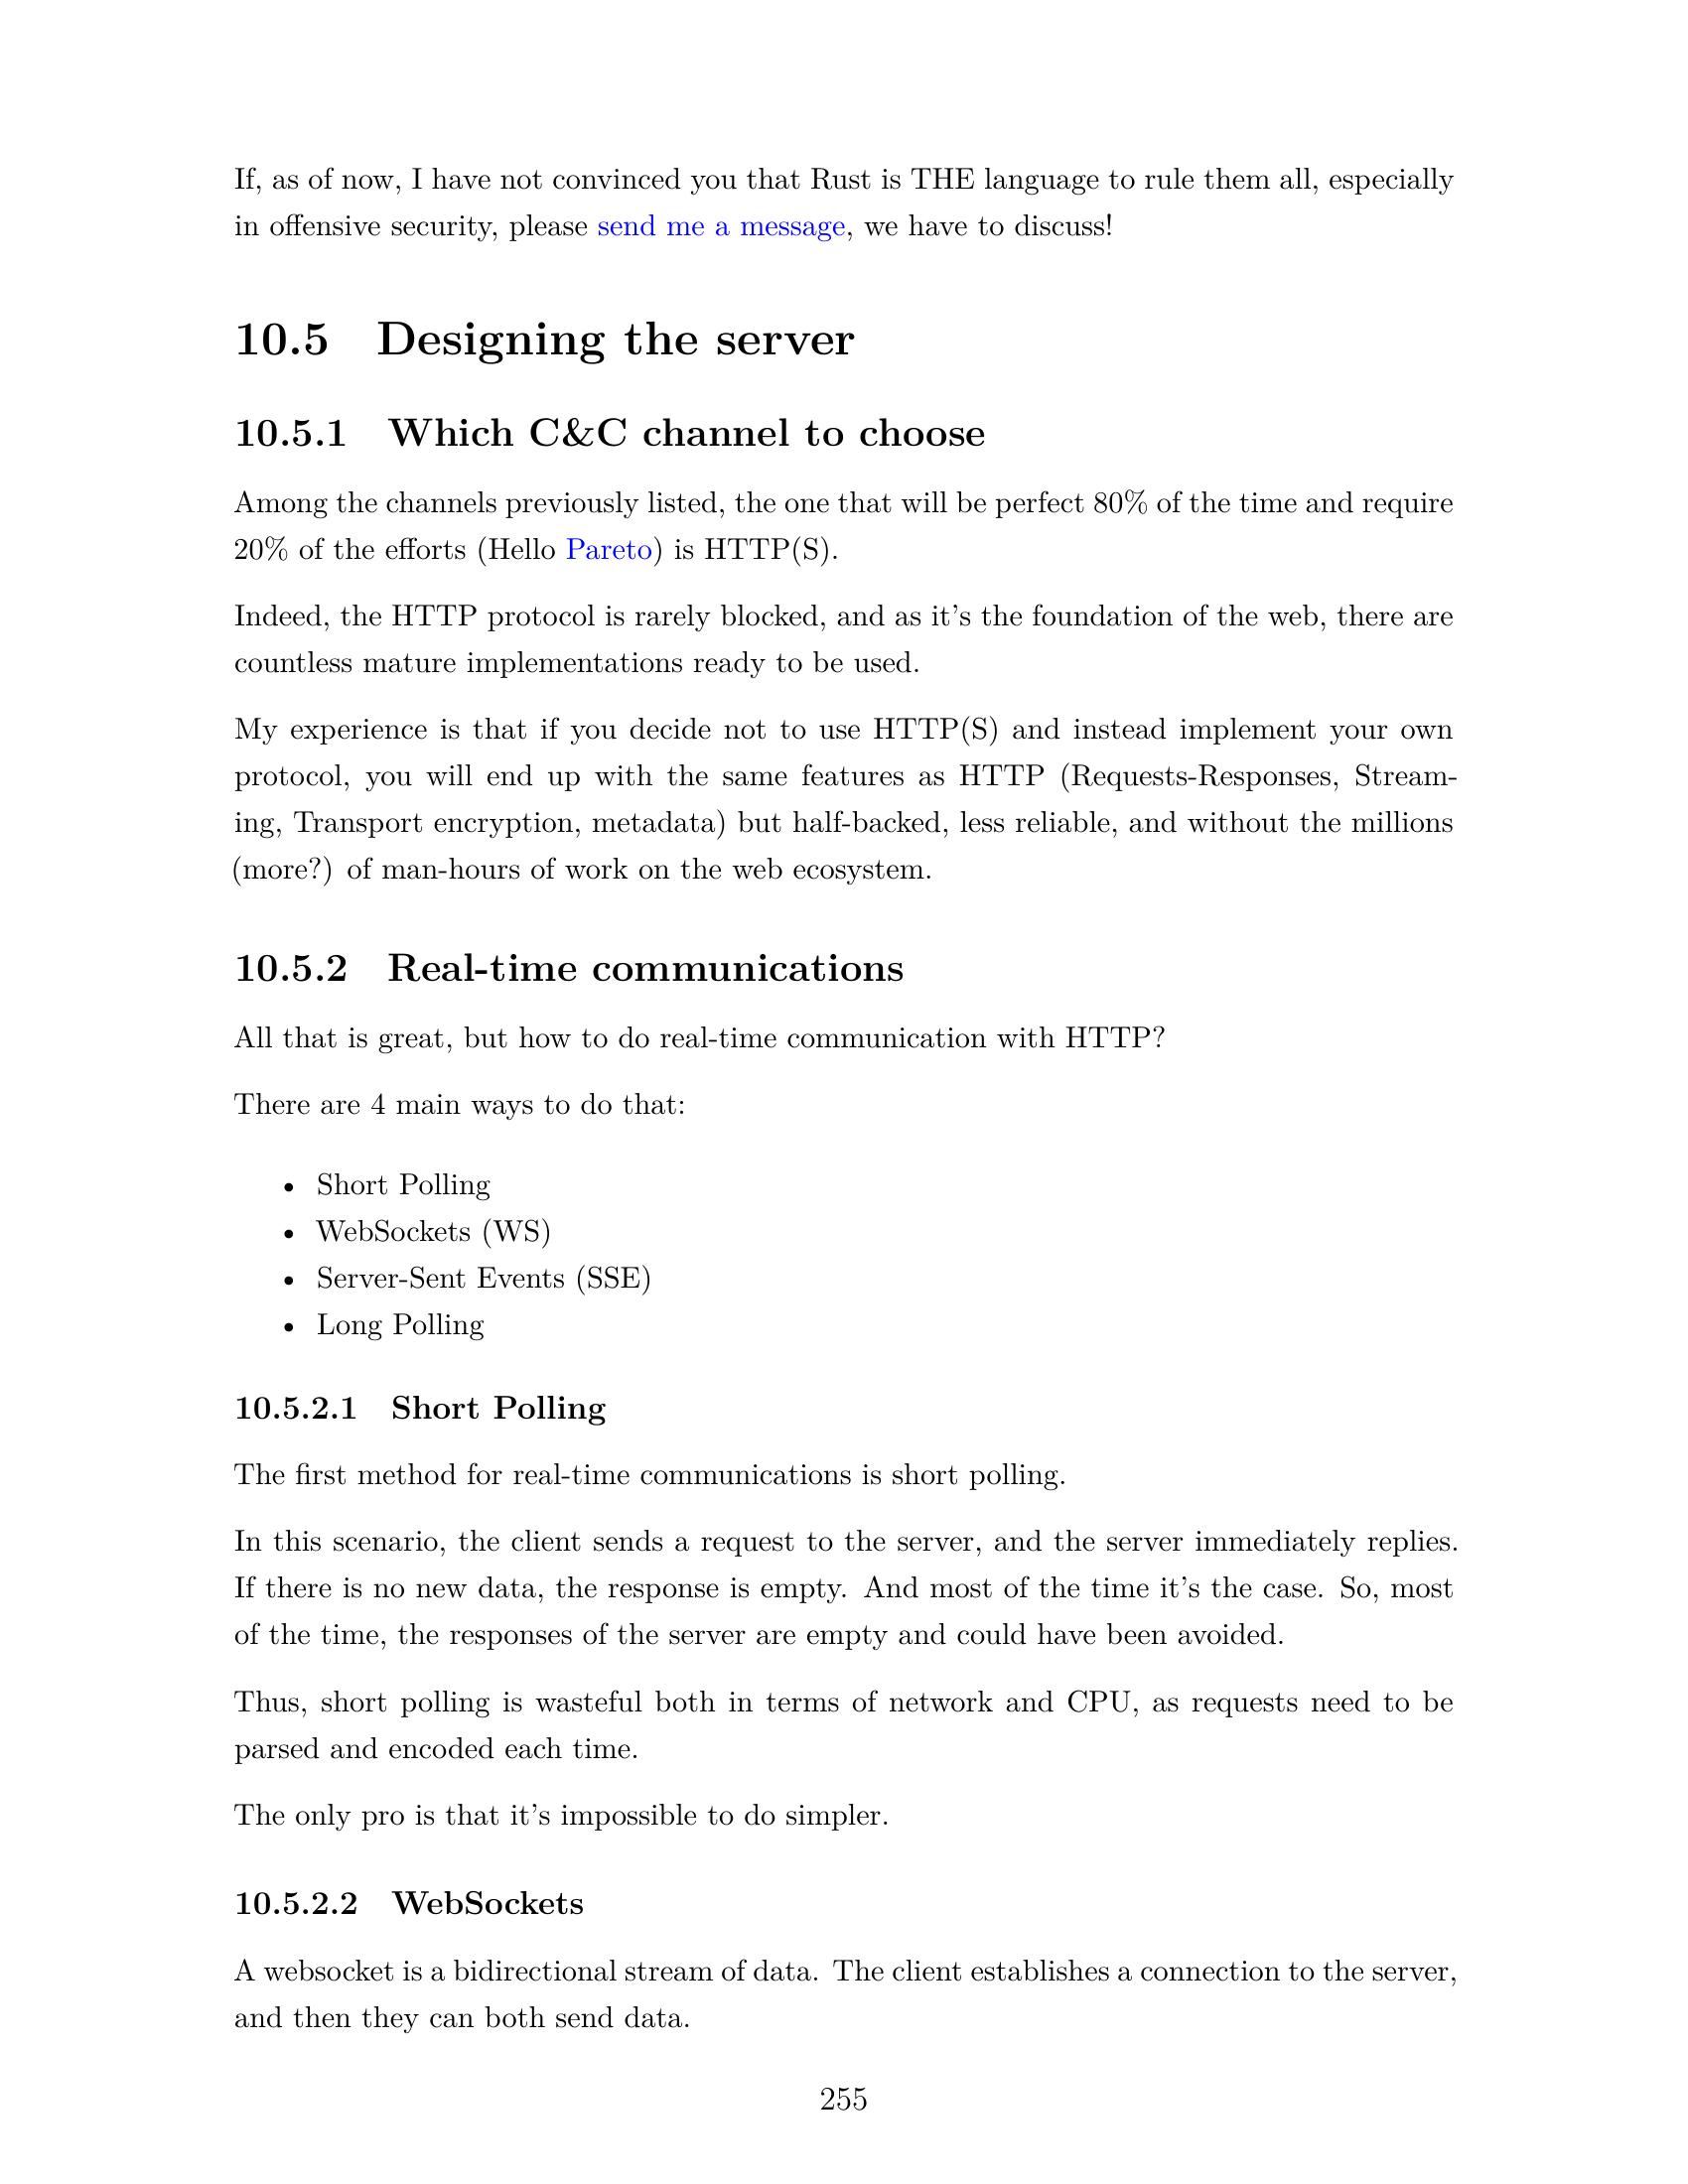 If, as of now, I have not convinced you that Rust is THE language to rule them all, especially
in offensive security, please send me a message, we have to discuss!
10.5 Designing the server
10.5.1 Which C&C channel to choose
Among the channels previously listed, the one that will be perfect 80% of the time and require
20% of the efforts (Hello Pareto) is HTTP(S).
Indeed, the HTTP protocol is rarely blocked, and as it's the foundation of the web, there are
countless mature implementations ready to be used.
My experience is that if you decide not to use HTTP(S) and instead implement your own
protocol, you will end up with the same features as HTTP (Requests-Responses, Stream-
ing, Transport encryption, metadata) but half-backed, less reliable, and without the millions
(more?) of man-hours of work on the web ecosystem.
10.5.2 Real-time communications
All that is great, but how to do real-time communication with HTTP?
There are 4 main ways to do that:
• Short Polling
• WebSockets (WS)
• Server-Sent Events (SSE)
• Long Polling
10.5.2.1 Short Polling
The first method for real-time communications is short polling.
In this scenario, the client sends a request to the server, and the server immediately replies.
If there is no new data, the response is empty. And most of the time it's the case. So, most
of the time, the responses of the server are empty and could have been avoided.
Thus, short polling is wasteful both in terms of network and CPU, as requests need to be
parsed and encoded each time.
The only pro is that it's impossible to do simpler.
10.5.2.2 WebSockets
A websocket is a bidirectional stream of data. The client establishes a connection to the server,
and then they can both send data.
255